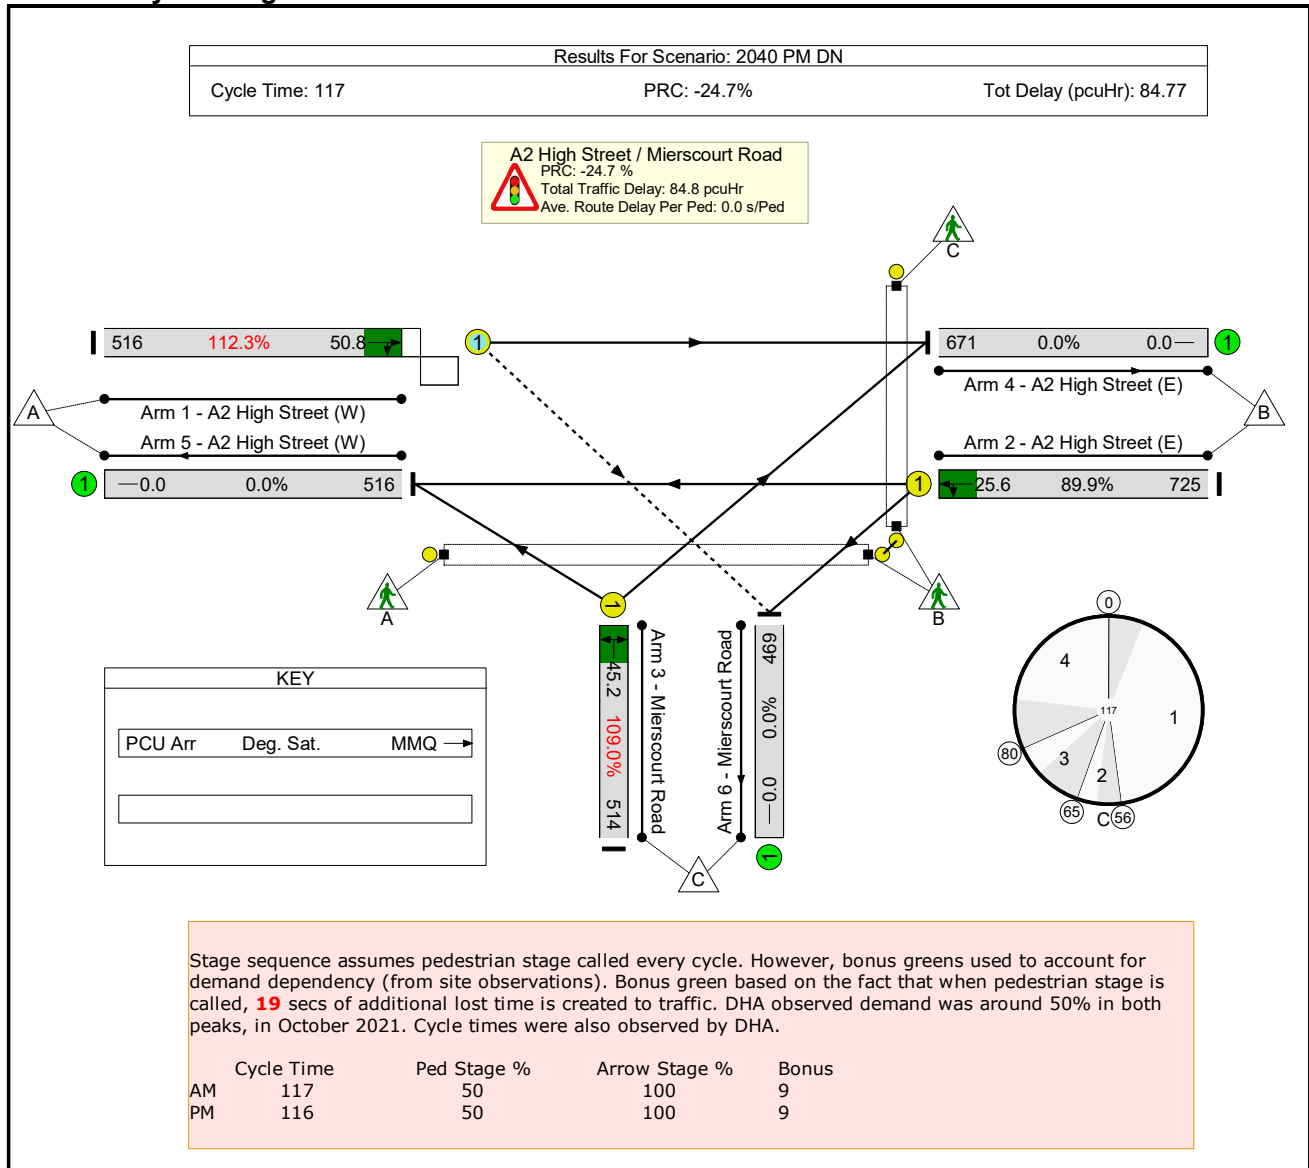 Results For Scenario: 2040 PM DN
Cycle Time: 117 PRC: -24.7% Tot Delay (pcuHr): 84.77
A2 High Street / Mierscourt Road
PRC: -24.7 %
Total Traffic Delay: 84.8 pcuHr
Ave. Route Delay Per Ped: 0.0 s/Ped
C
516 112.3% 50.8
1
671 0.0% 0.0
1
Arm 4 - A2 High Street (E)
A
Arm 1 - A2 High Street (W)
B
Arm 5 - A2 High Street (W)
Arm 2 - A2 High Street (E)
1
0.0 0.0% 516
1
25.6 89.9% 725
A
B
1
45.2 109.0% 514
Arm 3 - Mierscourt Road
Arm 6 - Mierscourt Road
469 0.0% 0.0
1
C
0
4
117
1
80
3
2
65
C
56
KEY
PCU Arr Deg. Sat. MMQ
Stage sequence assumes pedestrian stage called every cycle. However, bonus greens used to account for
demand dependency (from site observations). Bonus green based on the fact that when pedestrian stage is
called, 19 secs of additional lost time is created to traffic. DHA observed demand was around 50% in both
peaks, in October 2021. Cycle times were also observed by DHA.
Cycle Time Ped Stage % Arrow Stage % Bonus
AM 117 50 100 9
PM 116 50 100 9